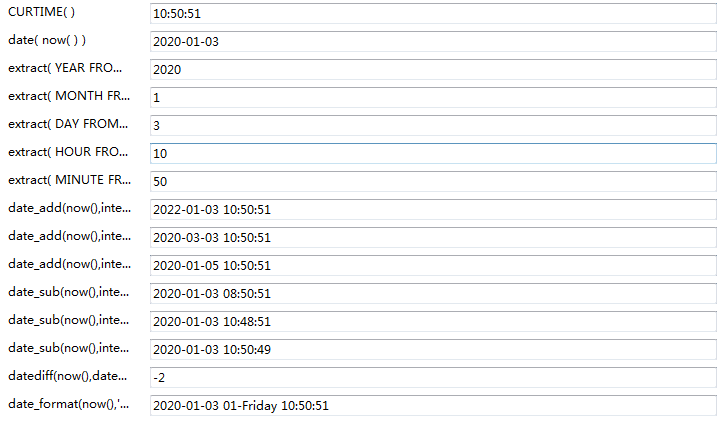 CURTIME( ) 10:50:51
date( now( ) ) 2020-01-03
extract( YEAR FRO... 2020
extract( MONTH FR... 1
extract( DAY FROM... 3
extract( HOUR FRO... 10
extract( MINUTE FR... 50
date_add(now(),inte... 2022-01-03 10:50:51
date_add(now(),inte... 2020-03-03 10:50:51
date_add(now(),inte... 2020-01-05 10:50:51
date_sub(now(),inte... 2020-01-03 08:50:51
date_sub(now(),inte... 2020-01-03 10:48:51
date_sub(now(),inte... 2020-01-03 10:50:49
datediff(now(),date... -2
date_format(now(),'... 2020-01-03 01-Friday 10:50:51